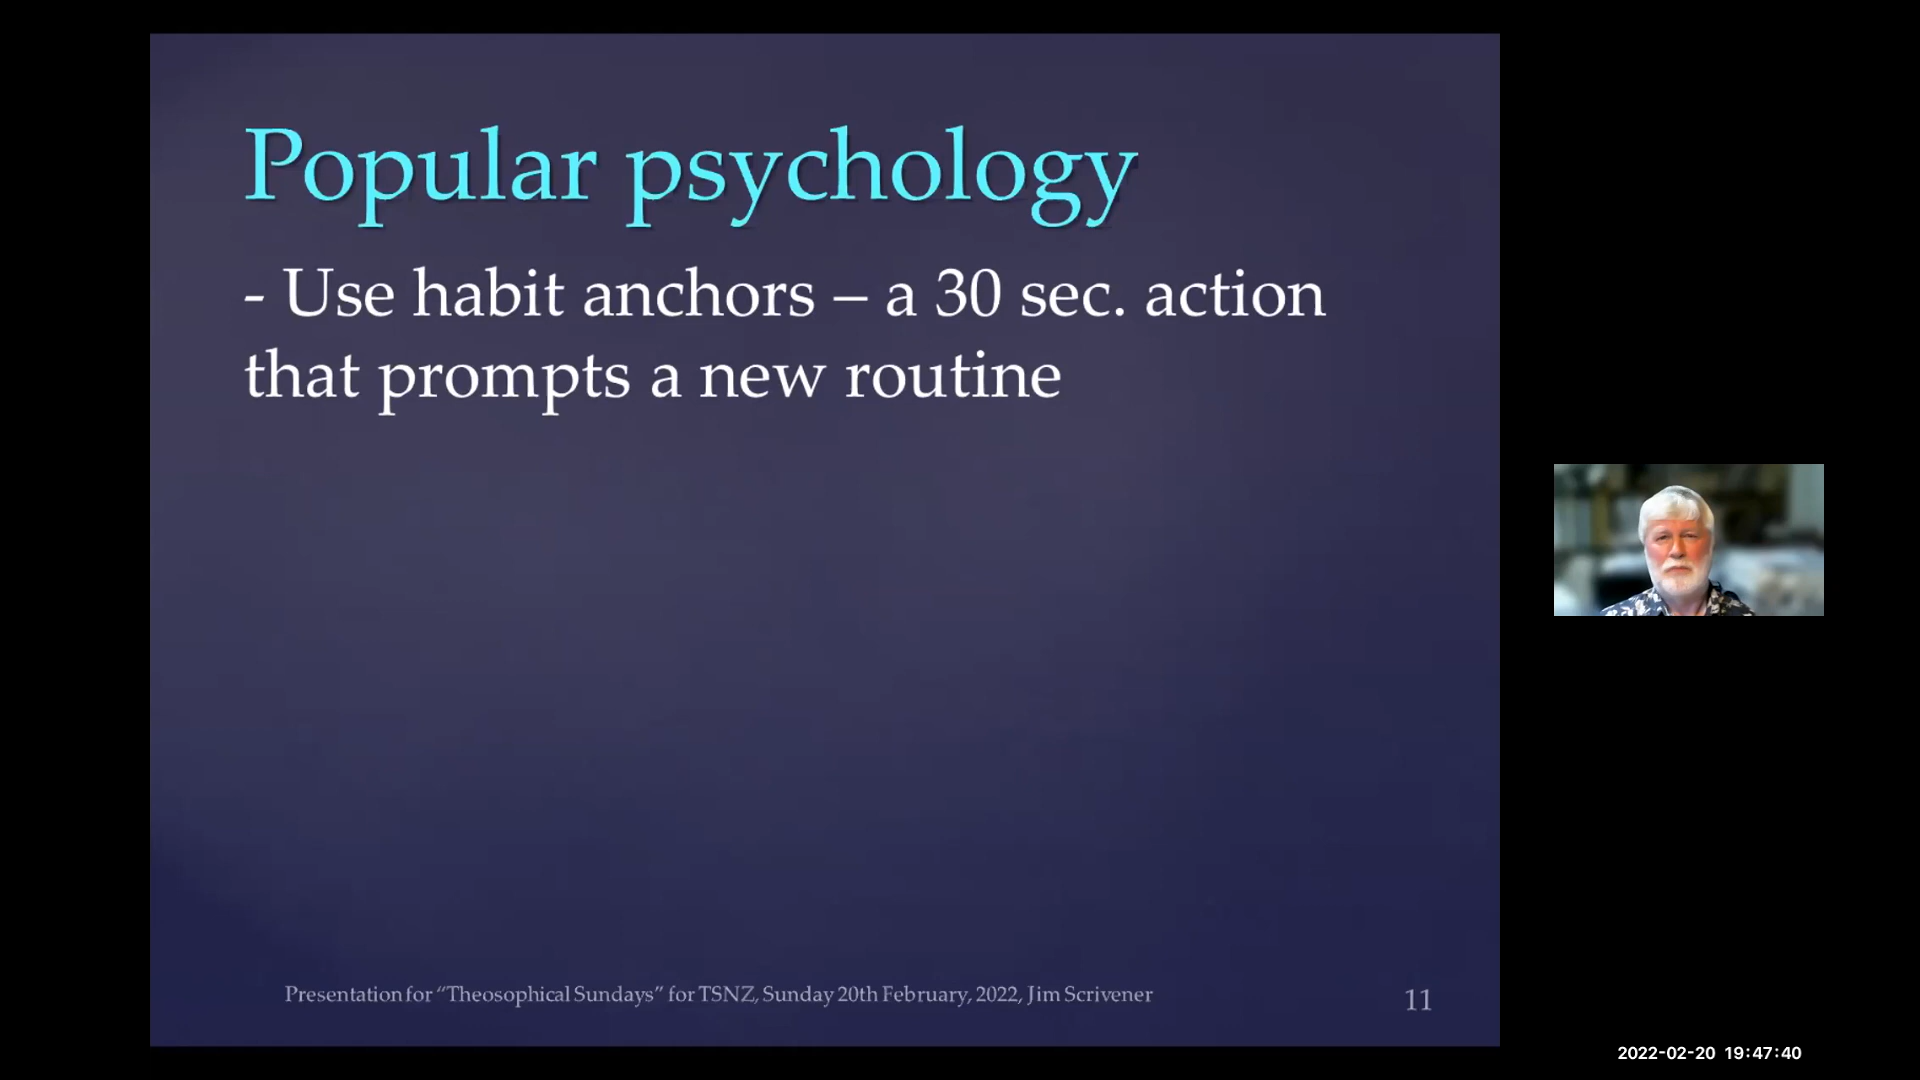 Popular psychology
- Use habit anchors – a 30 sec. action
that prompts a new routine
Presentation for “Theosophical Sundays” for TSNZ, Sunday 20th February, 2022, Jim Scrivener
11
2022-02-20 19:47:40